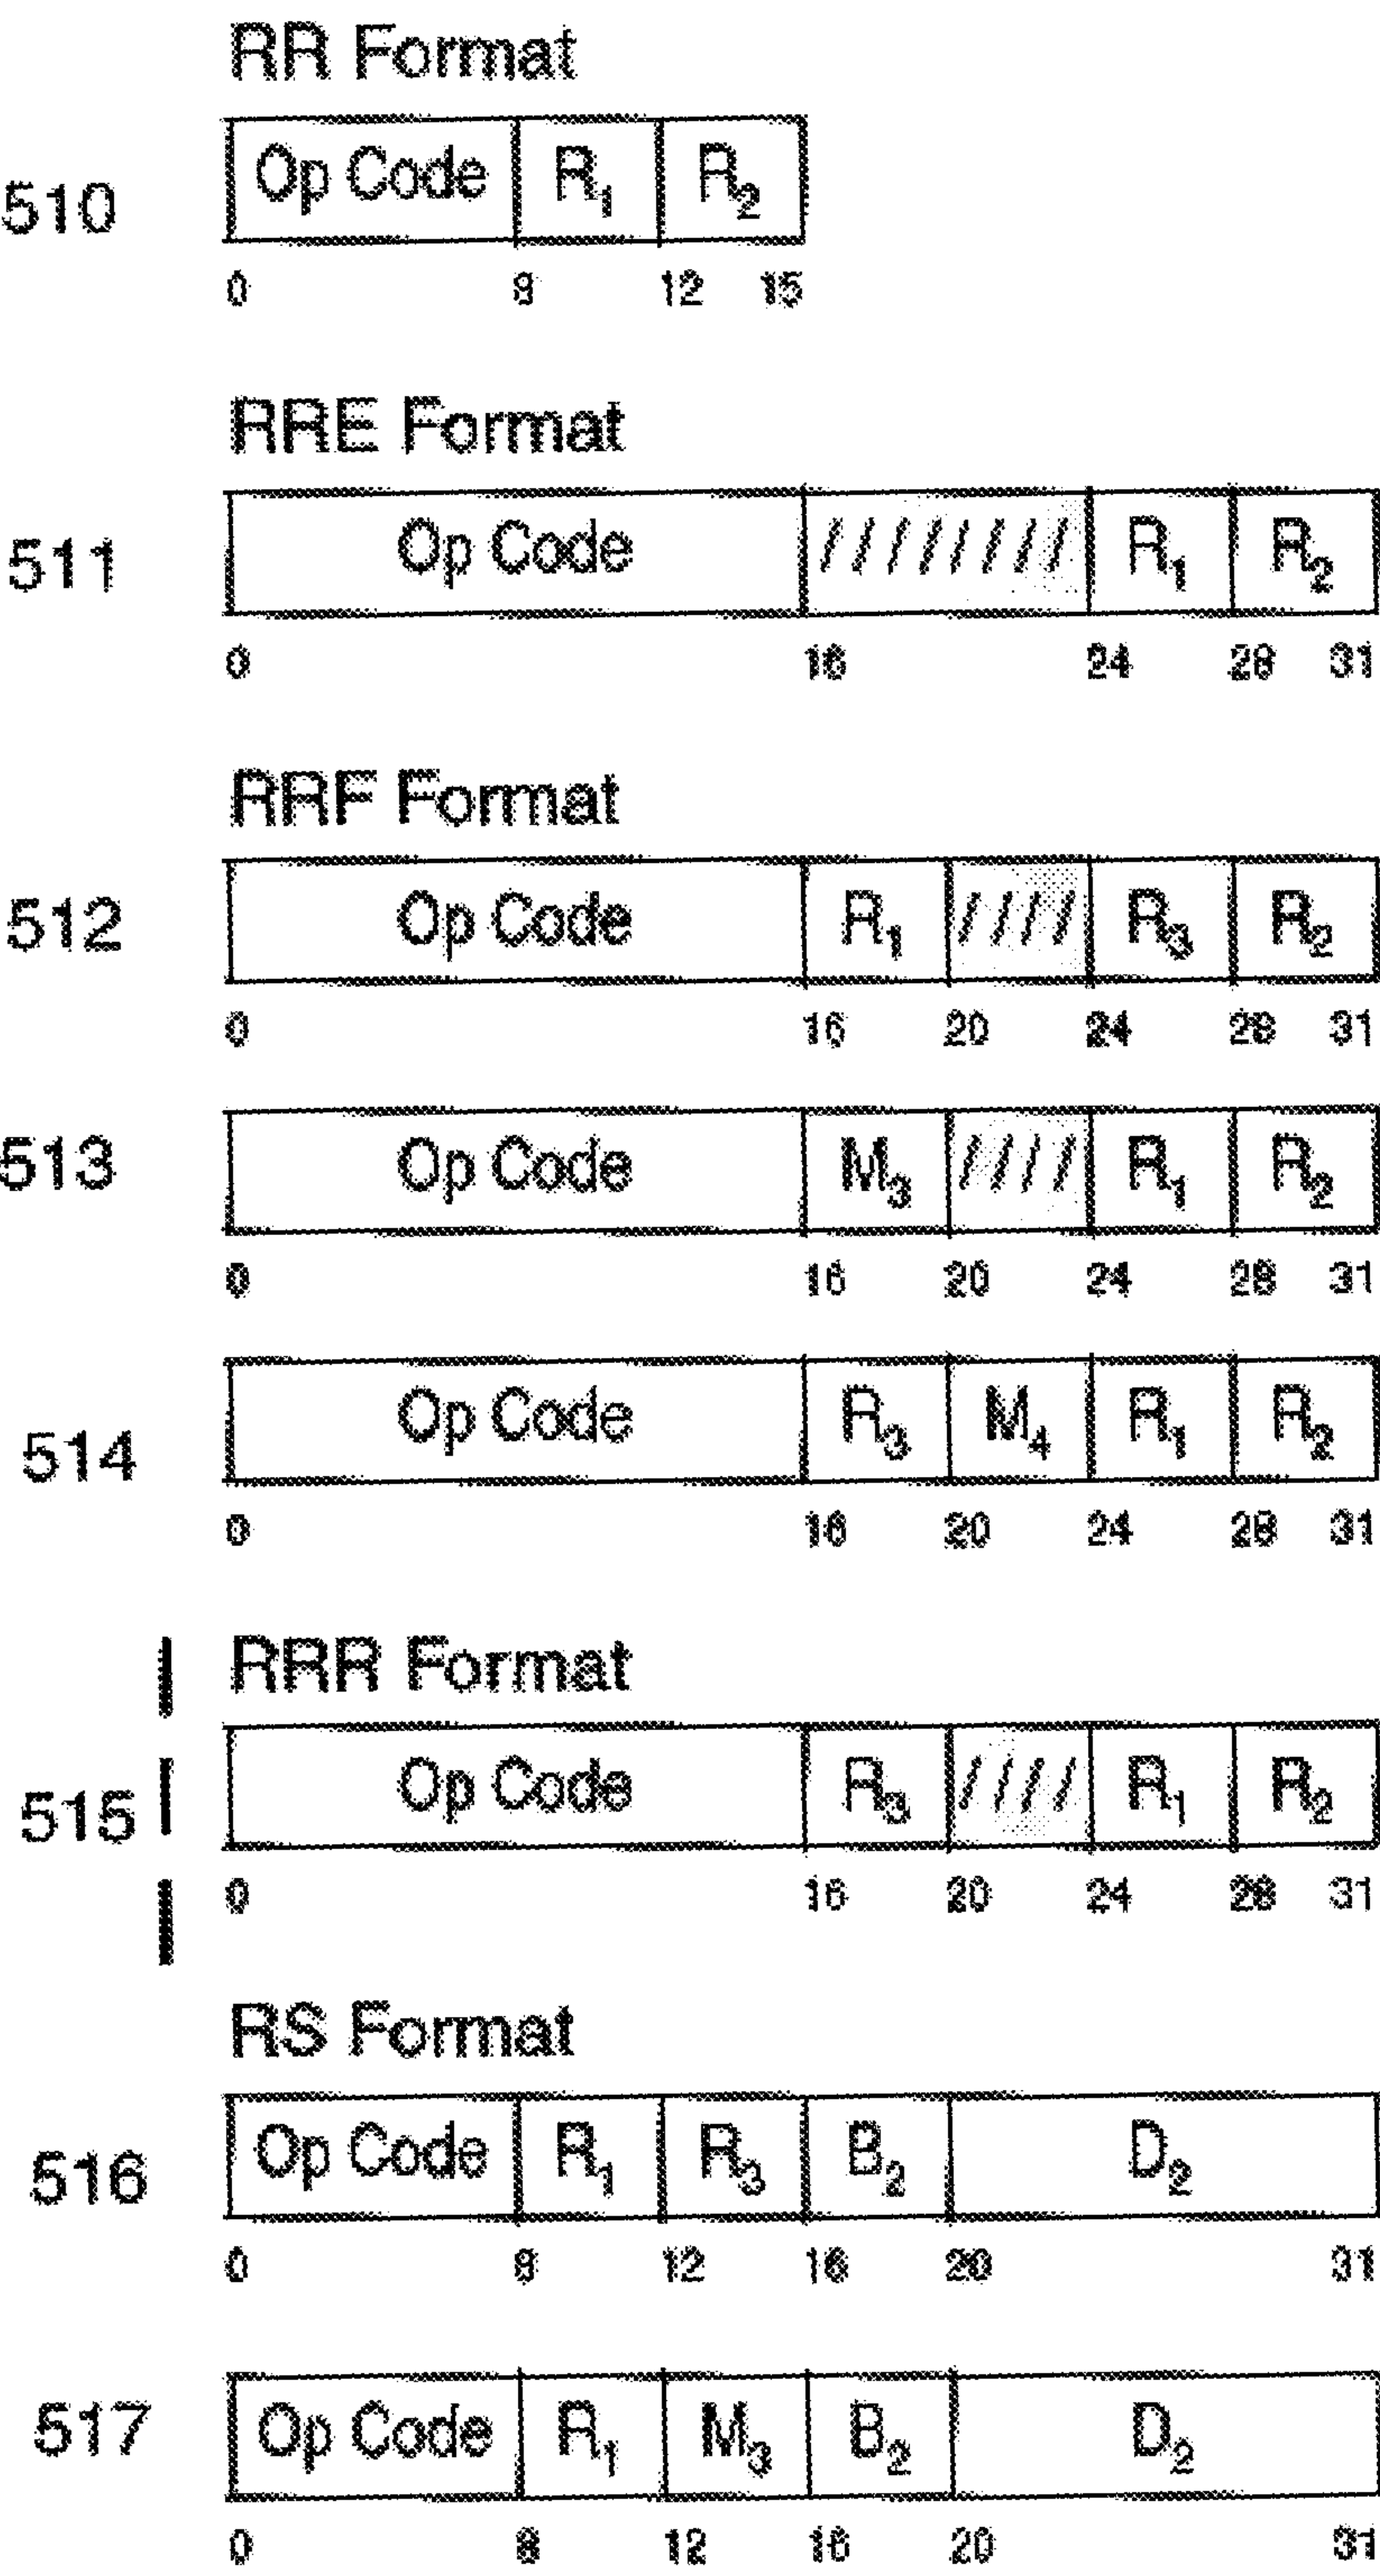 RR Format
510 Op Code R₁ R₂
0 8 12 15
RRE Format
511 Op Code //////// R₁ R₂
0 16 24 28 31
RRF Format
512 Op Code R₁ //// R₃ R₂
0 16 20 24 28 31
513 Op Code M₃ //// R₁ R₂
0 16 20 24 28 31
514 Op Code R₃ M₄ R₁ R₂
0 16 20 24 28 31
RRR Format
515 Op Code R₃ //// R₁ R₂
0 16 20 24 28 31
RS Format
516 Op Code R₁ R₃ B₂ D₂
0 8 12 16 20 31
517 Op Code R₁ M₃ B₂ D₂
0 8 12 16 20 31